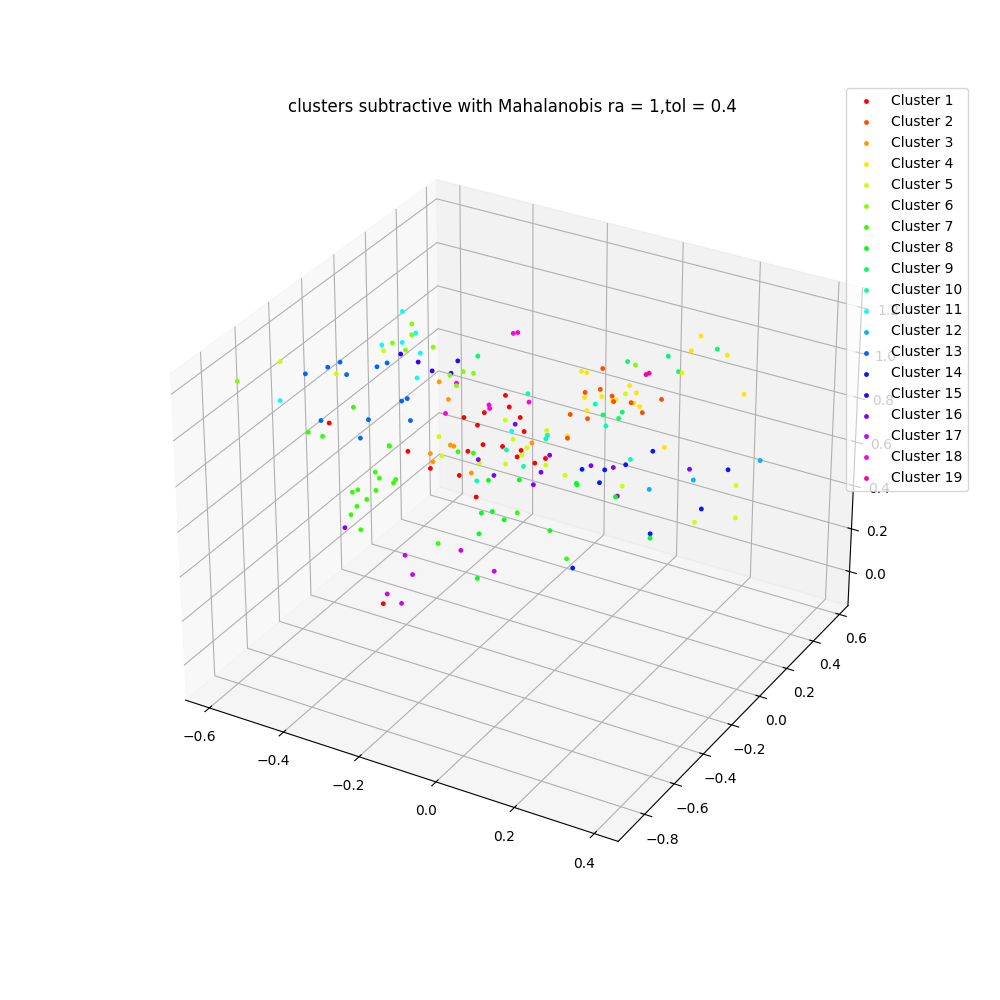 clusters subtractive with Mahalanobis ra = 1,tol = 0.4
Cluster 1
Cluster 2
Cluster 3
Cluster 4
Cluster 5
Cluster 6
Cluster 7
Cluster 8
Cluster 9
Cluster 10
Cluster 11
Cluster 12
Cluster 13
Cluster 14
Cluster 15
Cluster 16
Cluster 17
Cluster 18
Cluster 19
1.0
0.8
0.6
0.4
0.2
0.0
0.6
0.4
0.2
0.0
−0.2
−0.4
−0.6
−0.8
−0.6
−0.4
−0.2
0.0
0.2
0.4